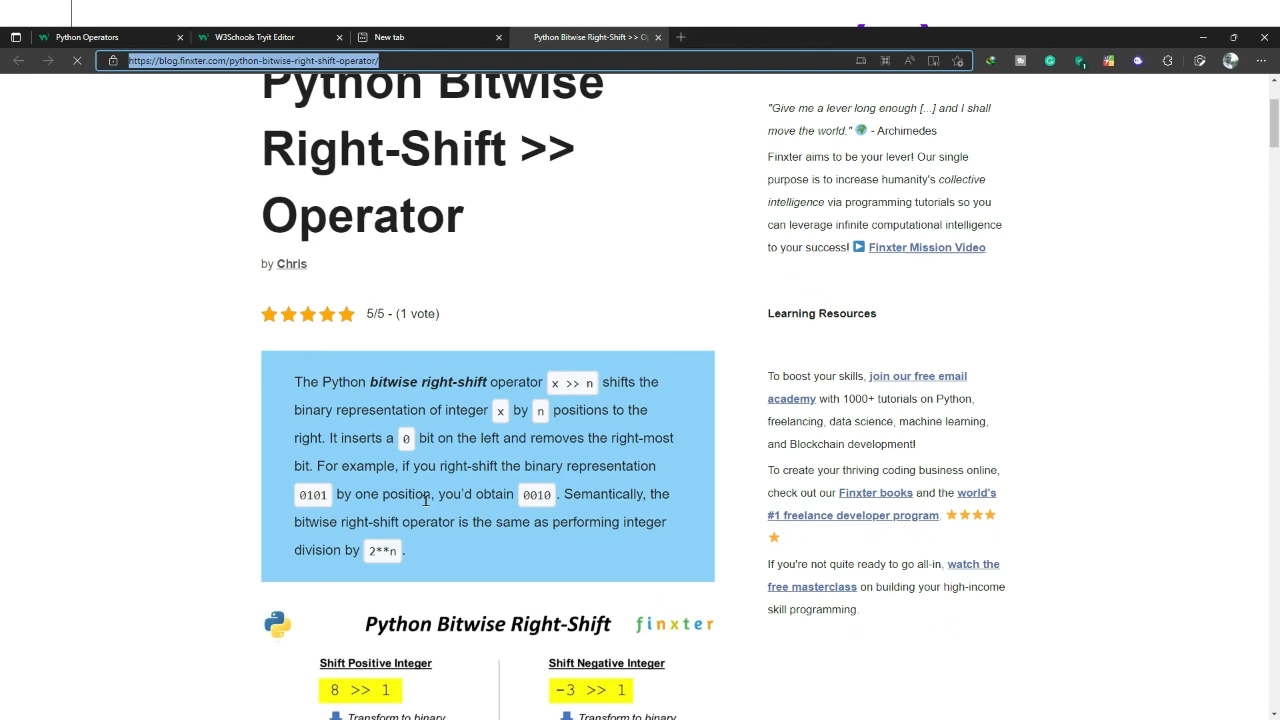 Python Operators
W3Schools Tryit Editor
New tab
Python Bitwise Right-Shift >> O
https://blog.finxter.com/python-bitwise-right-shift-operator/
Python Bitwise
Right-Shift >>
Operator
by Chris
5/5 - (1 vote)
The Python bitwise right-shift operator x >> n shifts the
binary representation of integer x by n positions to the
right. It inserts a 0 bit on the left and removes the right-most
bit. For example, if you right-shift the binary representation
0101 by one position, you'd obtain 0010 . Semantically, the
bitwise right-shift operator is the same as performing integer
division by 2**n .
Python Bitwise Right-Shift
finxter
Shift Positive Integer
8 >> 1
Transform to binary
Shift Negative Integer
-3 >> 1
Transform to binary
"Give me a lever long enough [...] and I shall
move the world." - Archimedes
Finxter aims to be your lever! Our single
purpose is to increase humanity's collective
intelligence via programming tutorials so you
can leverage infinite computational intelligence
to your success! Finxter Mission Video
Learning Resources
To boost your skills, join our free email
academy with 1000+ tutorials on Python,
freelancing, data science, machine learning,
and Blockchain development!
To create your thriving coding business online,
check out our Finxter books and the world's
#1 freelance developer program.
If you're not quite ready to go all-in, watch the
free masterclass on building your high-income
skill programming.